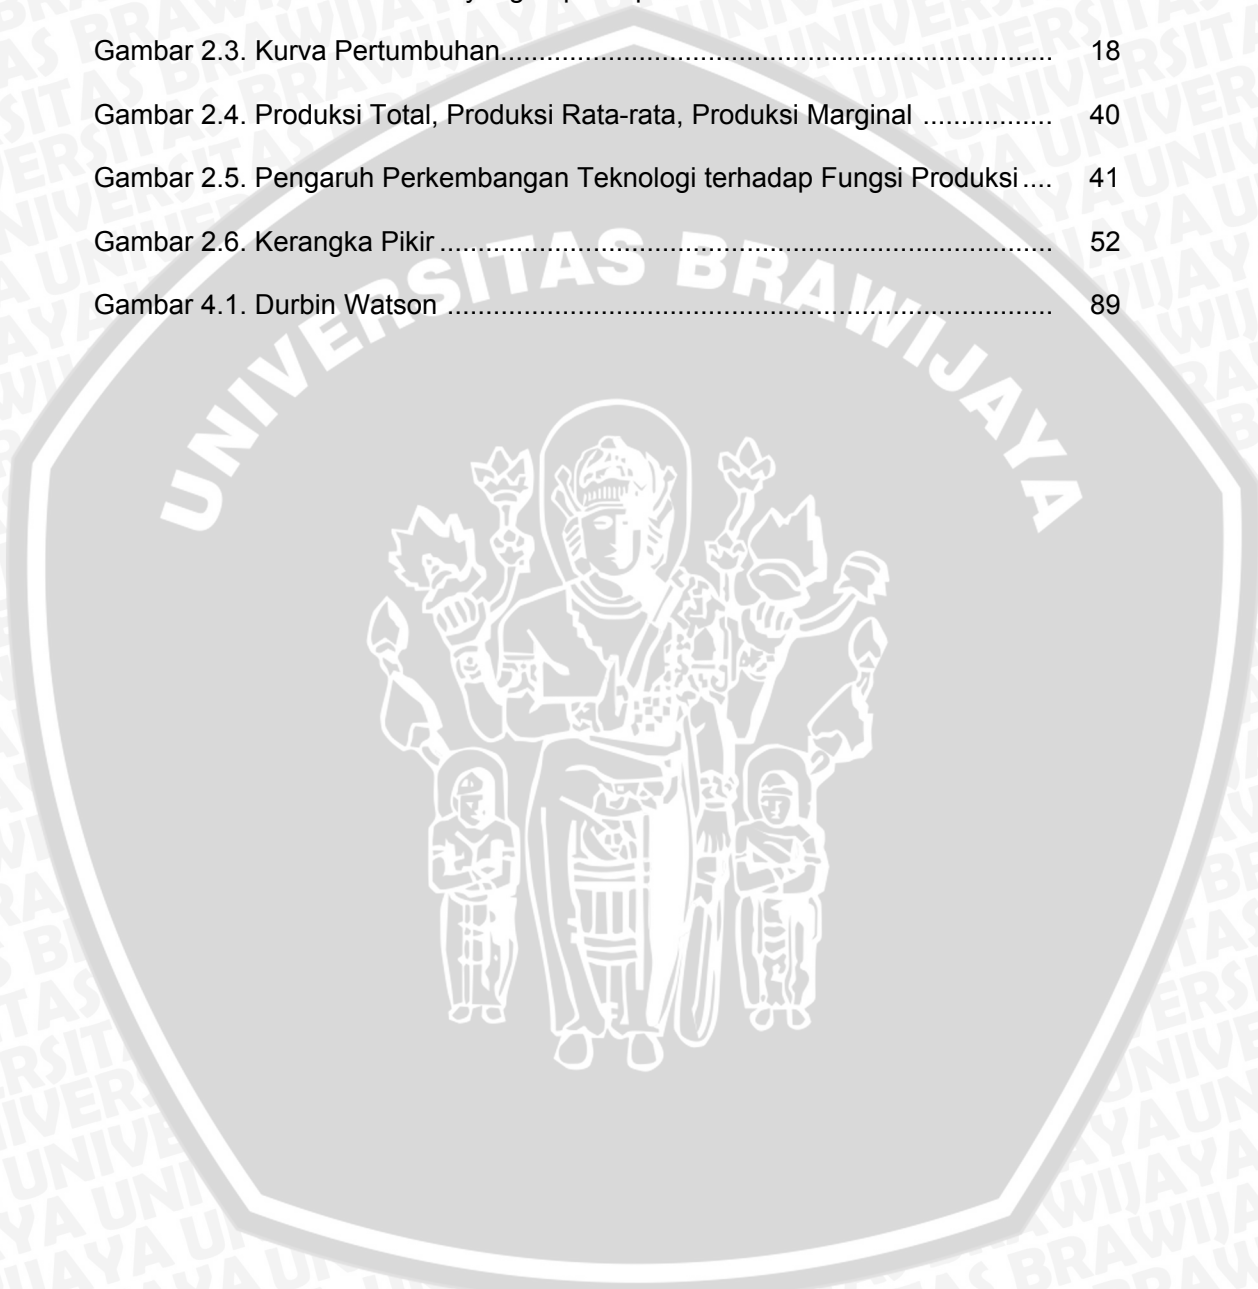 Gambar 2.3. Kurva Pertumbuhan........................................................................ 18
Gambar 2.4. Produksi Total, Produksi Rata-rata, Produksi Marginal ................. 40
Gambar 2.5. Pengaruh Perkembangan Teknologi terhadap Fungsi Produksi .... 41
Gambar 2.6. Kerangka Pikir ................................................................................ 52
Gambar 4.1. Durbin Watson ............................................................................... 89
UNIVERSITAS BRAWIJAYA